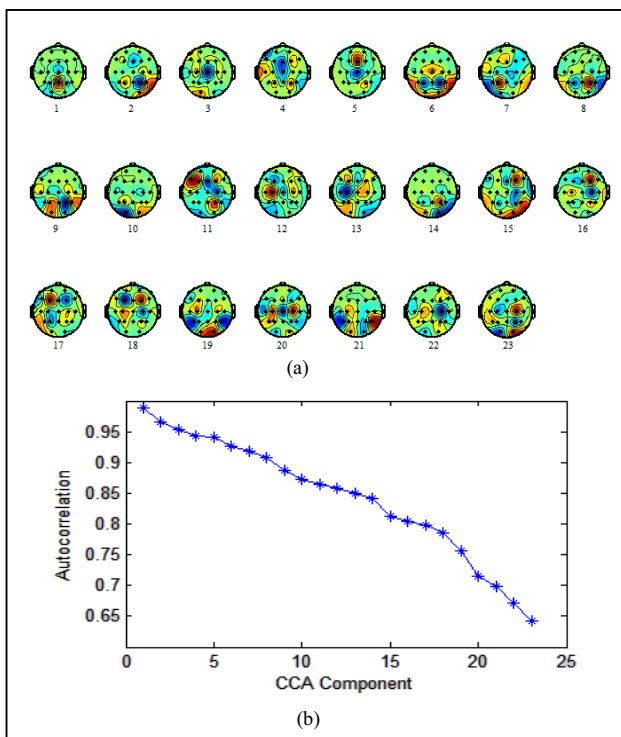 1 2 3 4 5 6 7 8
9 10 11 12 13 14 15 16
17 18 19 20 21 22 23
(a)
0.95
0.9
0.85
0.8
0.75
0.7
0.65
Autocorrelation
0 5 10 15 20 25
CCA Component
(b)